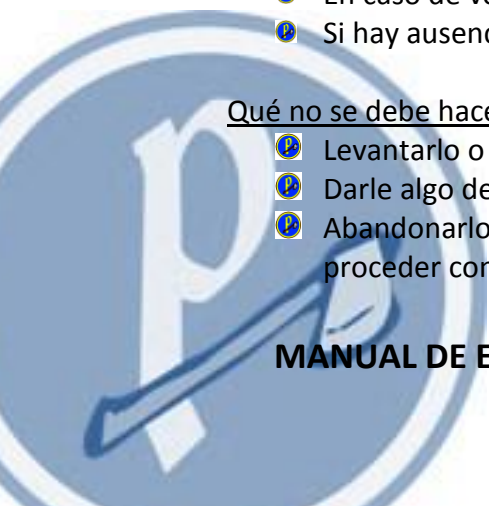 Si hay ausenc
Qué no se debe hace
Levantarlo o
Darle algo de
Abandonarlo
proceder con
MANUAL DE E
P